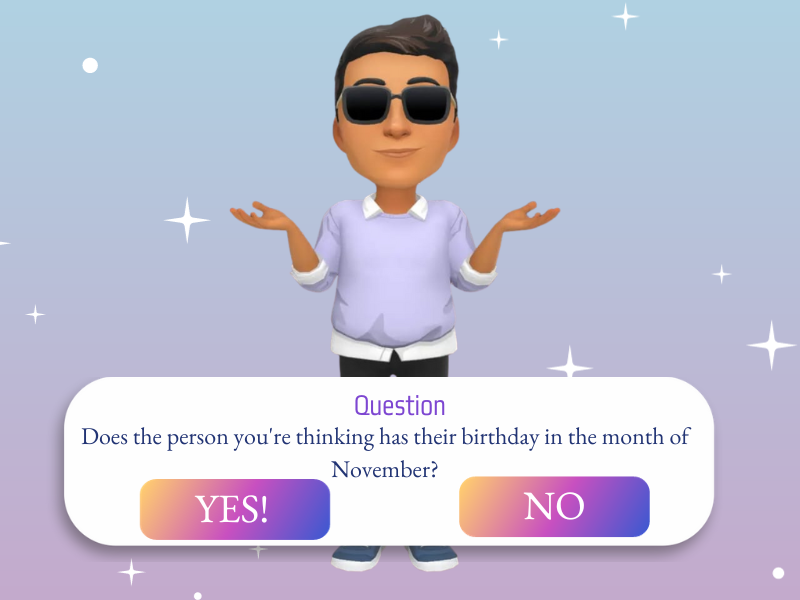 Question
Does the person you're thinking has their birthday in the month of
November?
YES!
NO